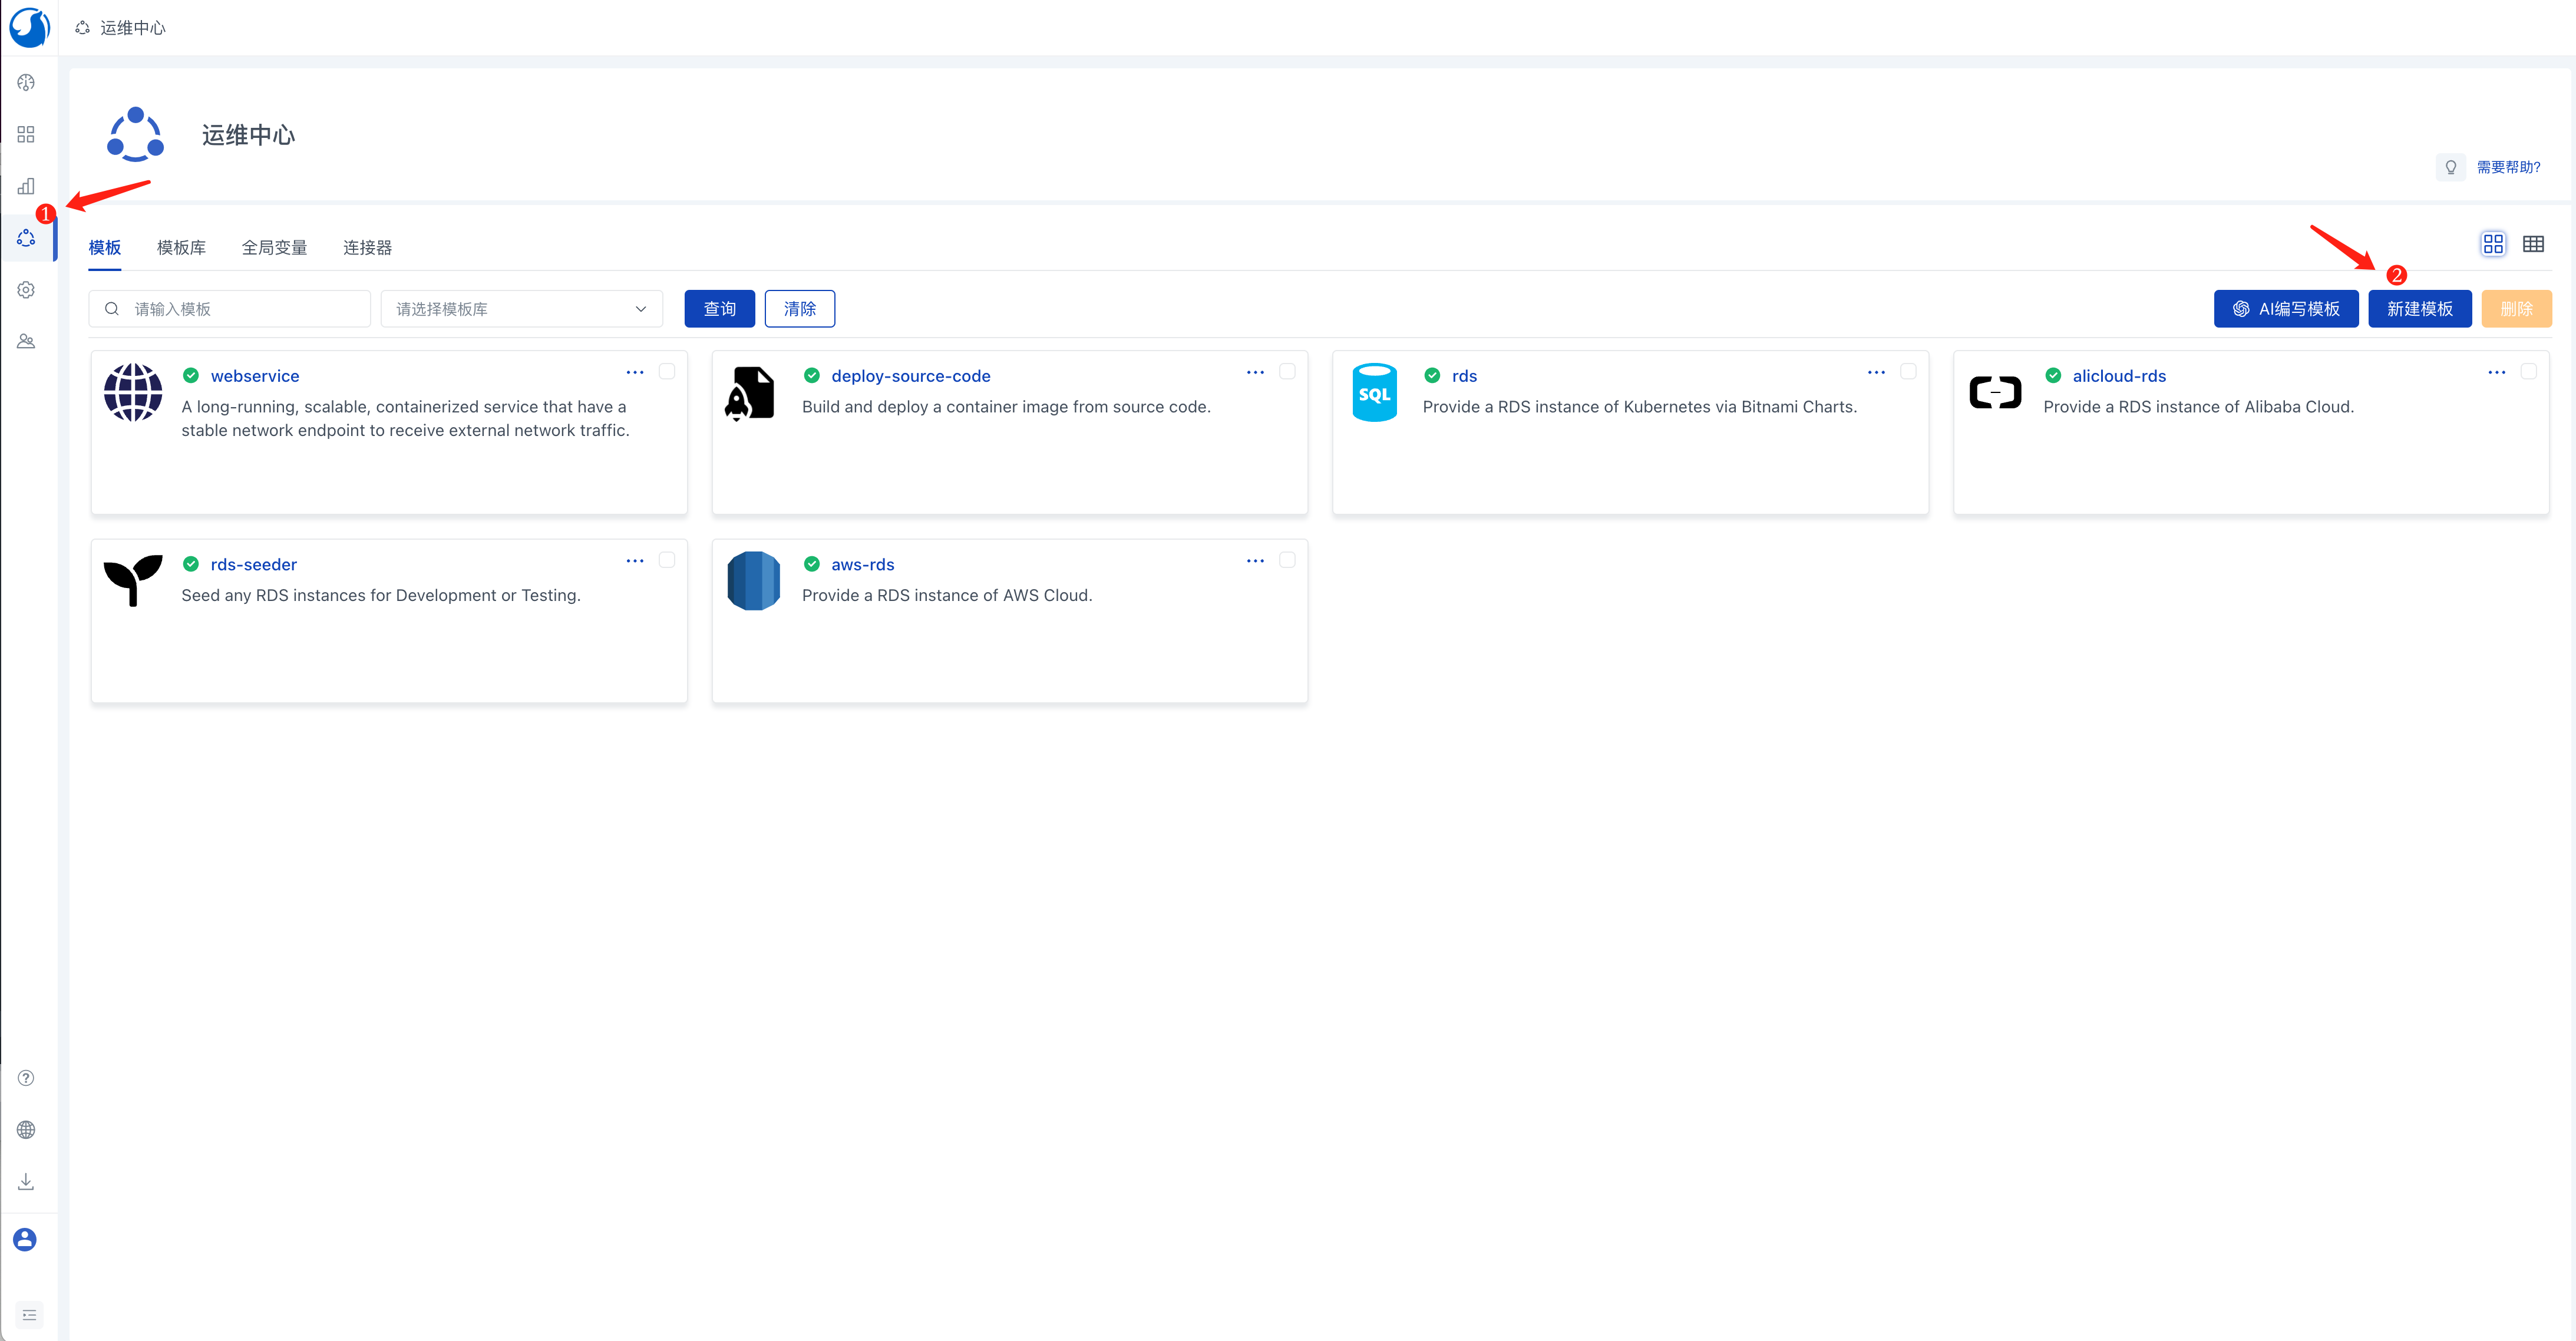 运维中心
运维中心
需要帮助?
1
模板 模板库 全局变量 连接器
2
请输入模板 请选择模板库 查询 清除 AI编写模板 新建模板 删除
webservice
A long-running, scalable, containerized service that have a
stable network endpoint to receive external network traffic.
deploy-source-code
Build and deploy a container image from source code.
SQL
rds
Provide a RDS instance of Kubernetes via Bitnami Charts.
alicloud-rds
Provide a RDS instance of Alibaba Cloud.
rds-seeder
Seed any RDS instances for Development or Testing.
aws-rds
Provide a RDS instance of AWS Cloud.